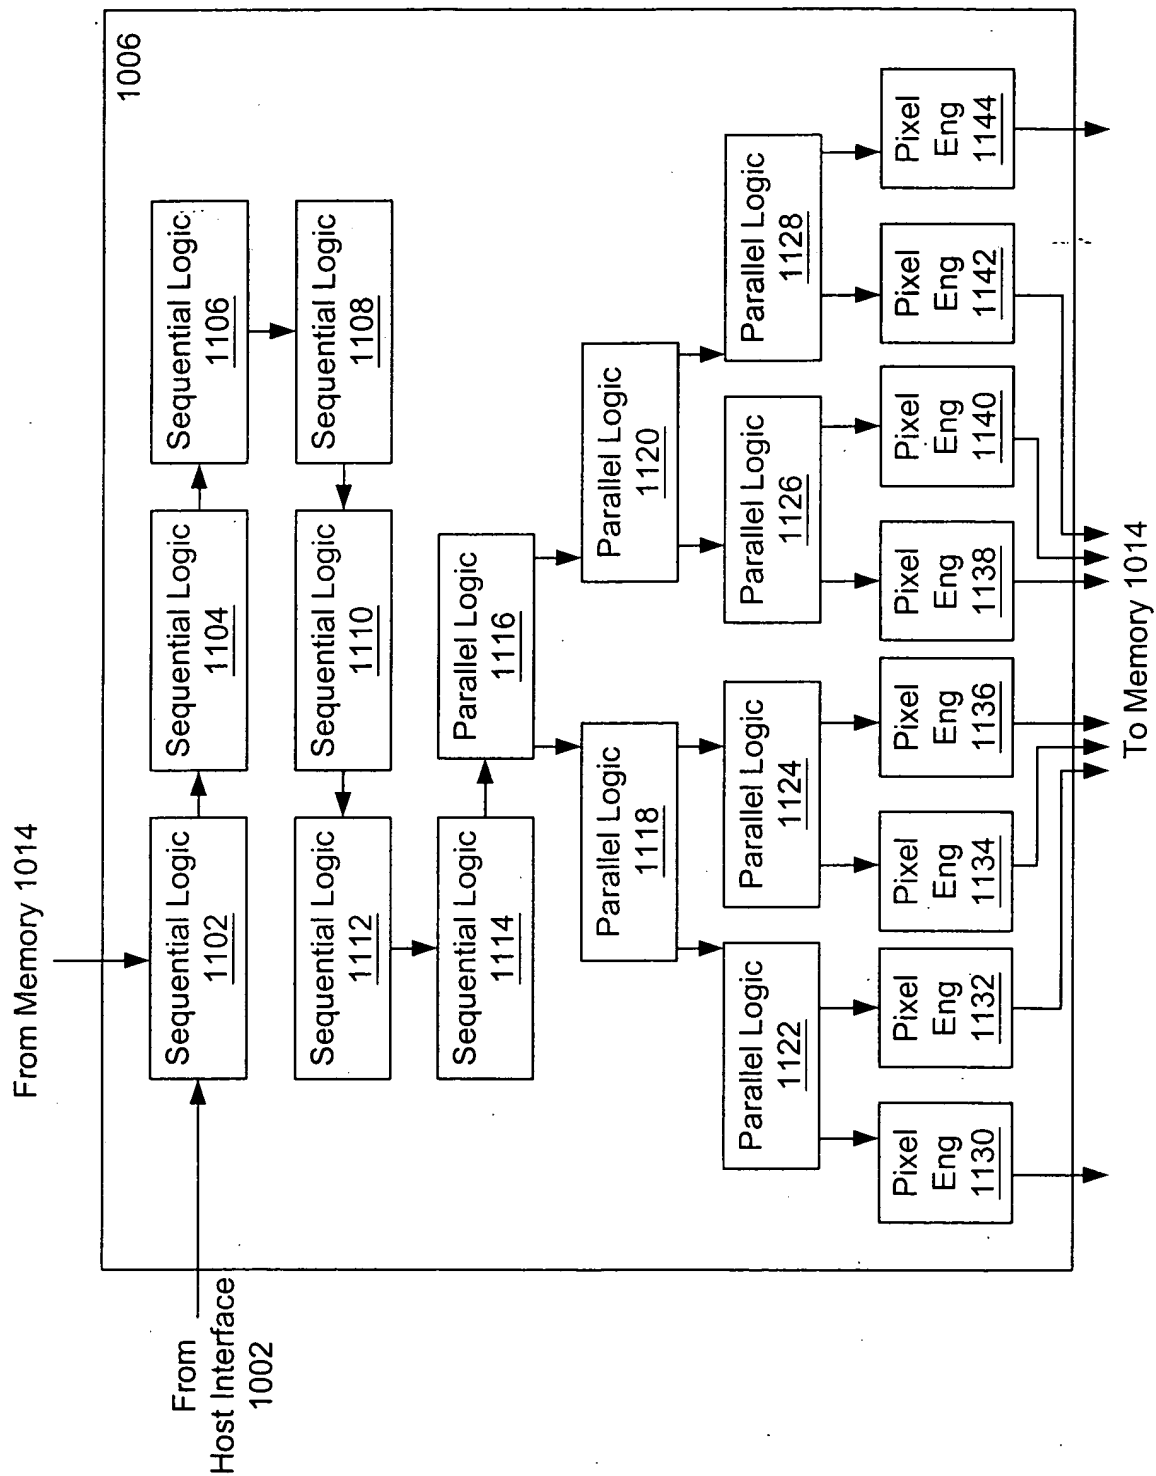 From Memory 1014
From
Host Interface
1002
1006
Sequential Logic
1102
Sequential Logic
1104
Sequential Logic
1106
Sequential Logic
1108
Sequential Logic
1110
Sequential Logic
1112
Sequential Logic
1114
Parallel Logic
1116
Parallel Logic
1118
Parallel Logic
1120
Parallel Logic
1122
Parallel Logic
1124
Parallel Logic
1126
Parallel Logic
1128
Pixel
Eng
1130
Pixel
Eng
1132
Pixel
Eng
1134
Pixel
Eng
1136
Pixel
Eng
1138
Pixel
Eng
1140
Pixel
Eng
1142
Pixel
Eng
1144
To Memory 1014